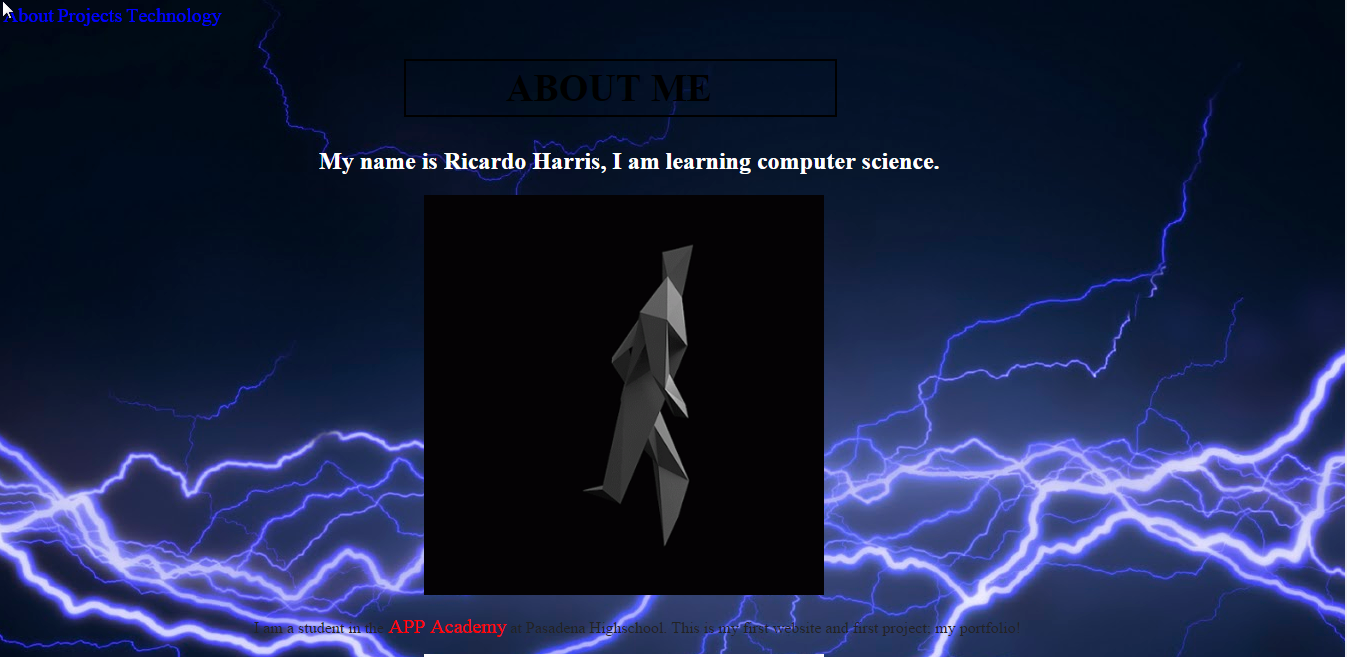 About Projects Technology
ABOUT ME
My name is Ricardo Harris, I am learning computer science.
I am a student in the APP Academy at Pasadena Highschool. This is my first website and first project; my portfolio!